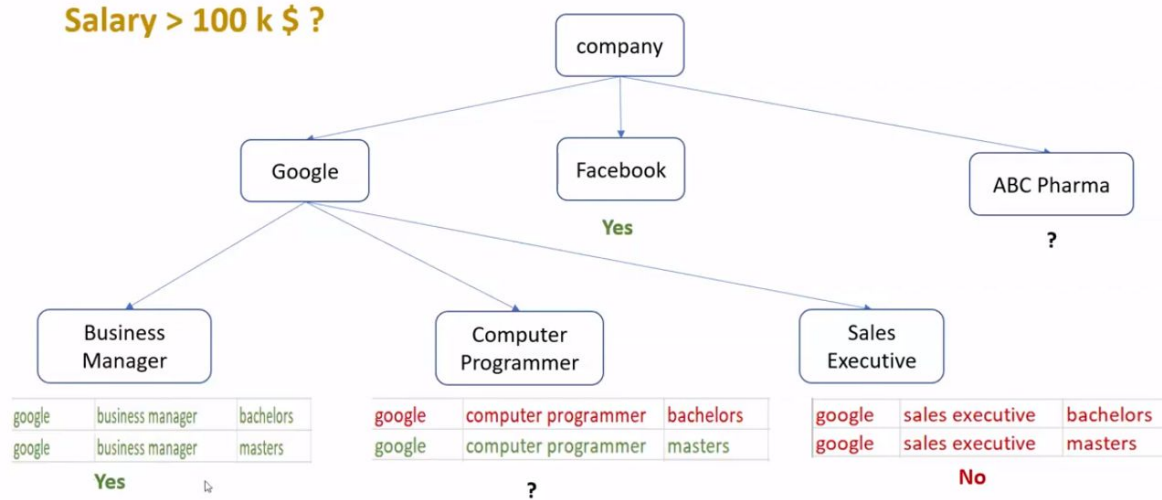 Salary > 100 k $ ?
company
Google
Facebook
ABC Pharma
Yes
?
Business
Manager
Computer
Programmer
Sales
Executive
google business manager bachelors
google business manager masters
Yes
google computer programmer bachelors
google computer programmer masters
?
google sales executive bachelors
google sales executive masters
No